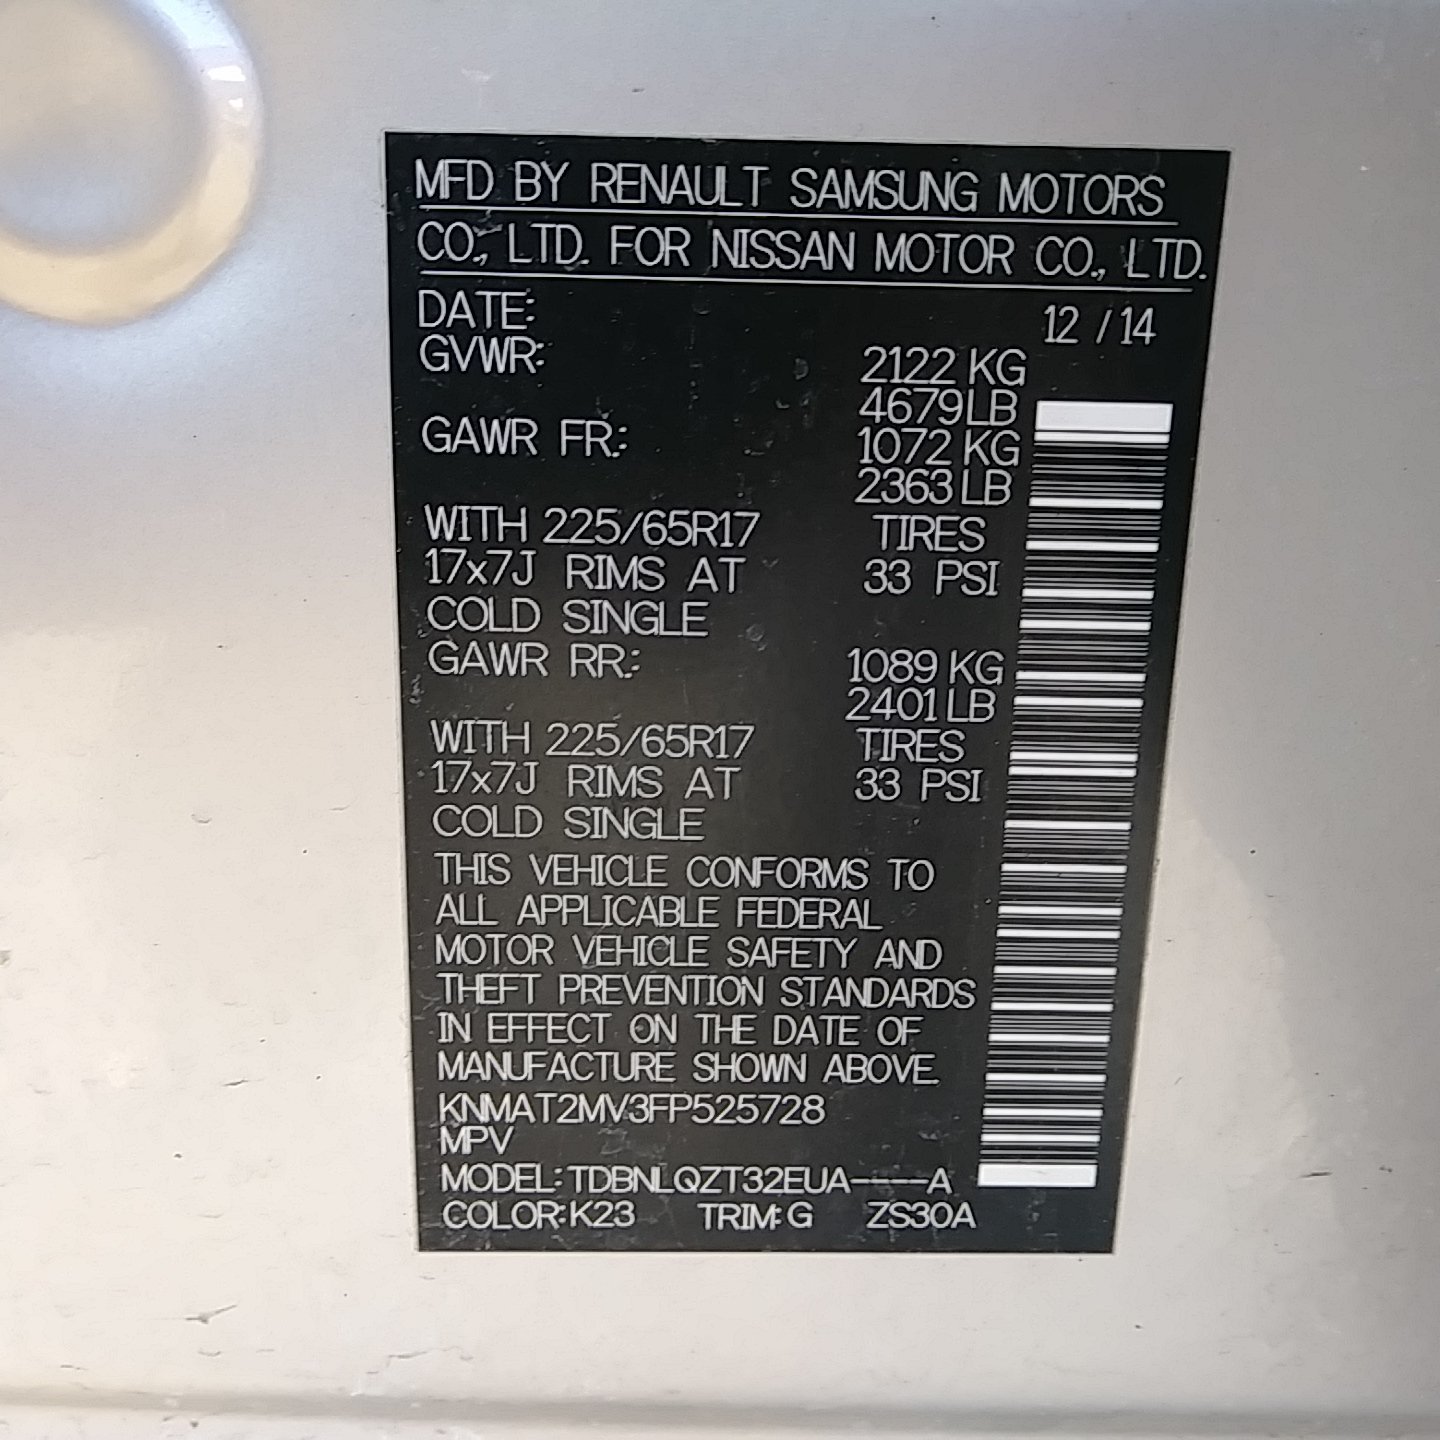 MFD BY RENAULT SAMSUNG MOTORS
CO., LTD. FOR NISSAN MOTOR CO., LTD.
DATE: 12 / 14
GVWR: 2122 KG
4679 LB
GAWR FR.: 1072 KG
2363 LB
WITH 225/65R17 TIRES
17x7J RIMS AT 33 PSI
COLD SINGLE
GAWR RR.: 1089 KG
2401 LB
WITH 225/65R17 TIRES
17x7J RIMS AT 33 PSI
COLD SINGLE
THIS VEHICLE CONFORMS TO
ALL APPLICABLE FEDERAL
MOTOR VEHICLE SAFETY AND
THEFT PREVENTION STANDARDS
IN EFFECT ON THE DATE OF
MANUFACTURE SHOWN ABOVE.
KNMAT2MV3FP525728
MPV
MODEL: TDBNLQZT32EUA----A
COLOR: K23 TRIM: G ZS30A